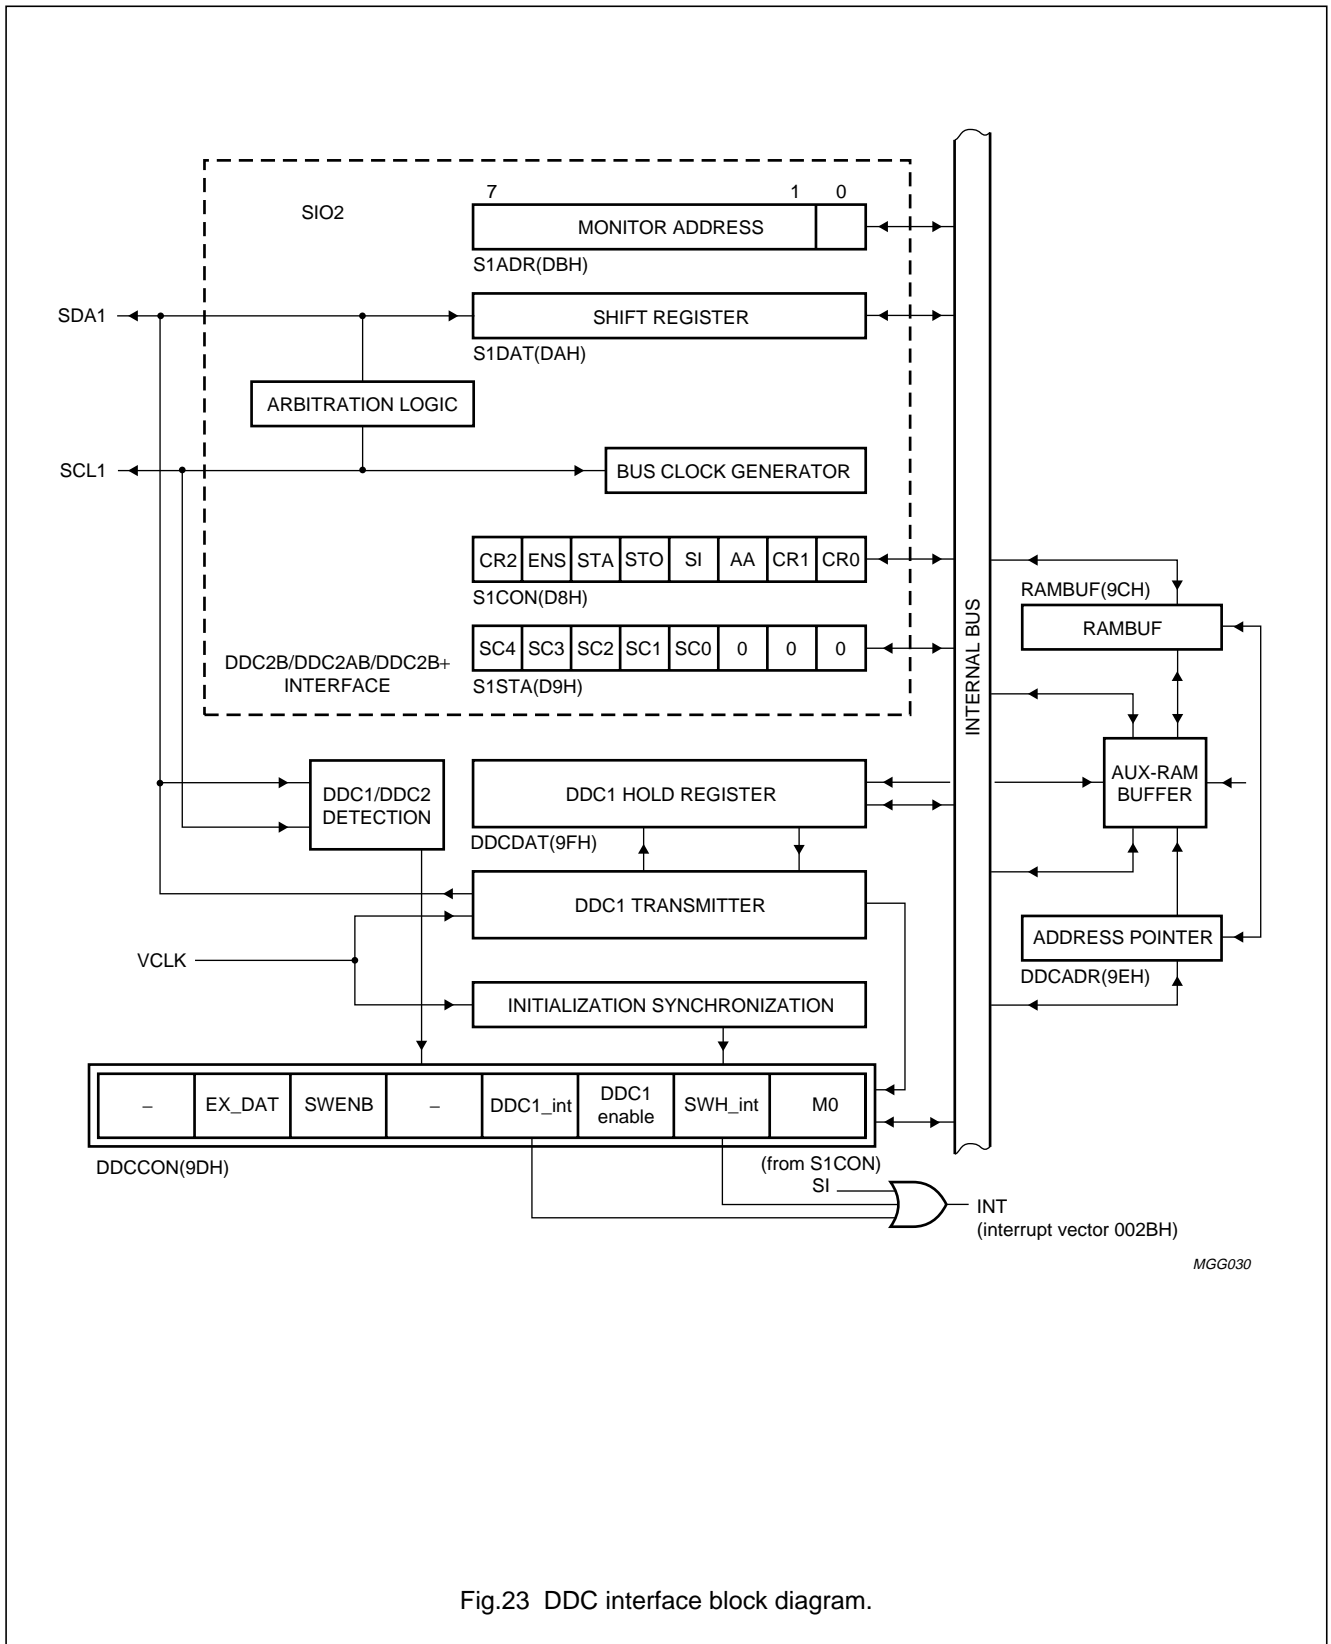 7 1 0
SIO2
MONITOR ADDRESS
S1ADR(DBH)
SDA1
SHIFT REGISTER
S1DAT(DAH)
ARBITRATION LOGIC
SCL1
BUS CLOCK GENERATOR
CR2 ENS STA STO SI AA CR1 CR0
S1CON(D8H)
SC4 SC3 SC2 SC1 SC0 0 0 0
S1STA(D9H)
DDC2B/DDC2AB/DDC2B+
INTERFACE
INTERNAL BUS
RAMBUF(9CH)
RAMBUF
AUX-RAM
BUFFER
ADDRESS POINTER
DDCADR(9EH)
DDC1/DDC2
DETECTION
DDC1 HOLD REGISTER
DDCDAT(9FH)
DDC1 TRANSMITTER
VCLK
INITIALIZATION SYNCHRONIZATION
– EX_DAT SWENB – DDC1_int DDC1 enable SWH_int M0
DDCCON(9DH)
(from S1CON)
SI
INT
(interrupt vector 002BH)
MGG030
Fig.23 DDC interface block diagram.